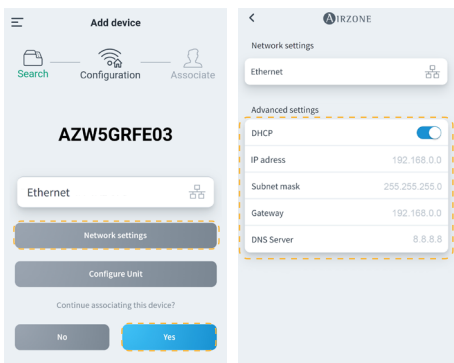 Add device
Search Configuration Associate
AZW5GRFE03
Ethernet
Network settings
Configure Unit
Continue associating this device?
No Yes
AIRZONE
Network settings
Ethernet
Advanced settings
DHCP
IP adress 192.168.0.0
Subnet mask 255.255.255.0
Gateway 192.168.0.0
DNS Server 8.8.8.8